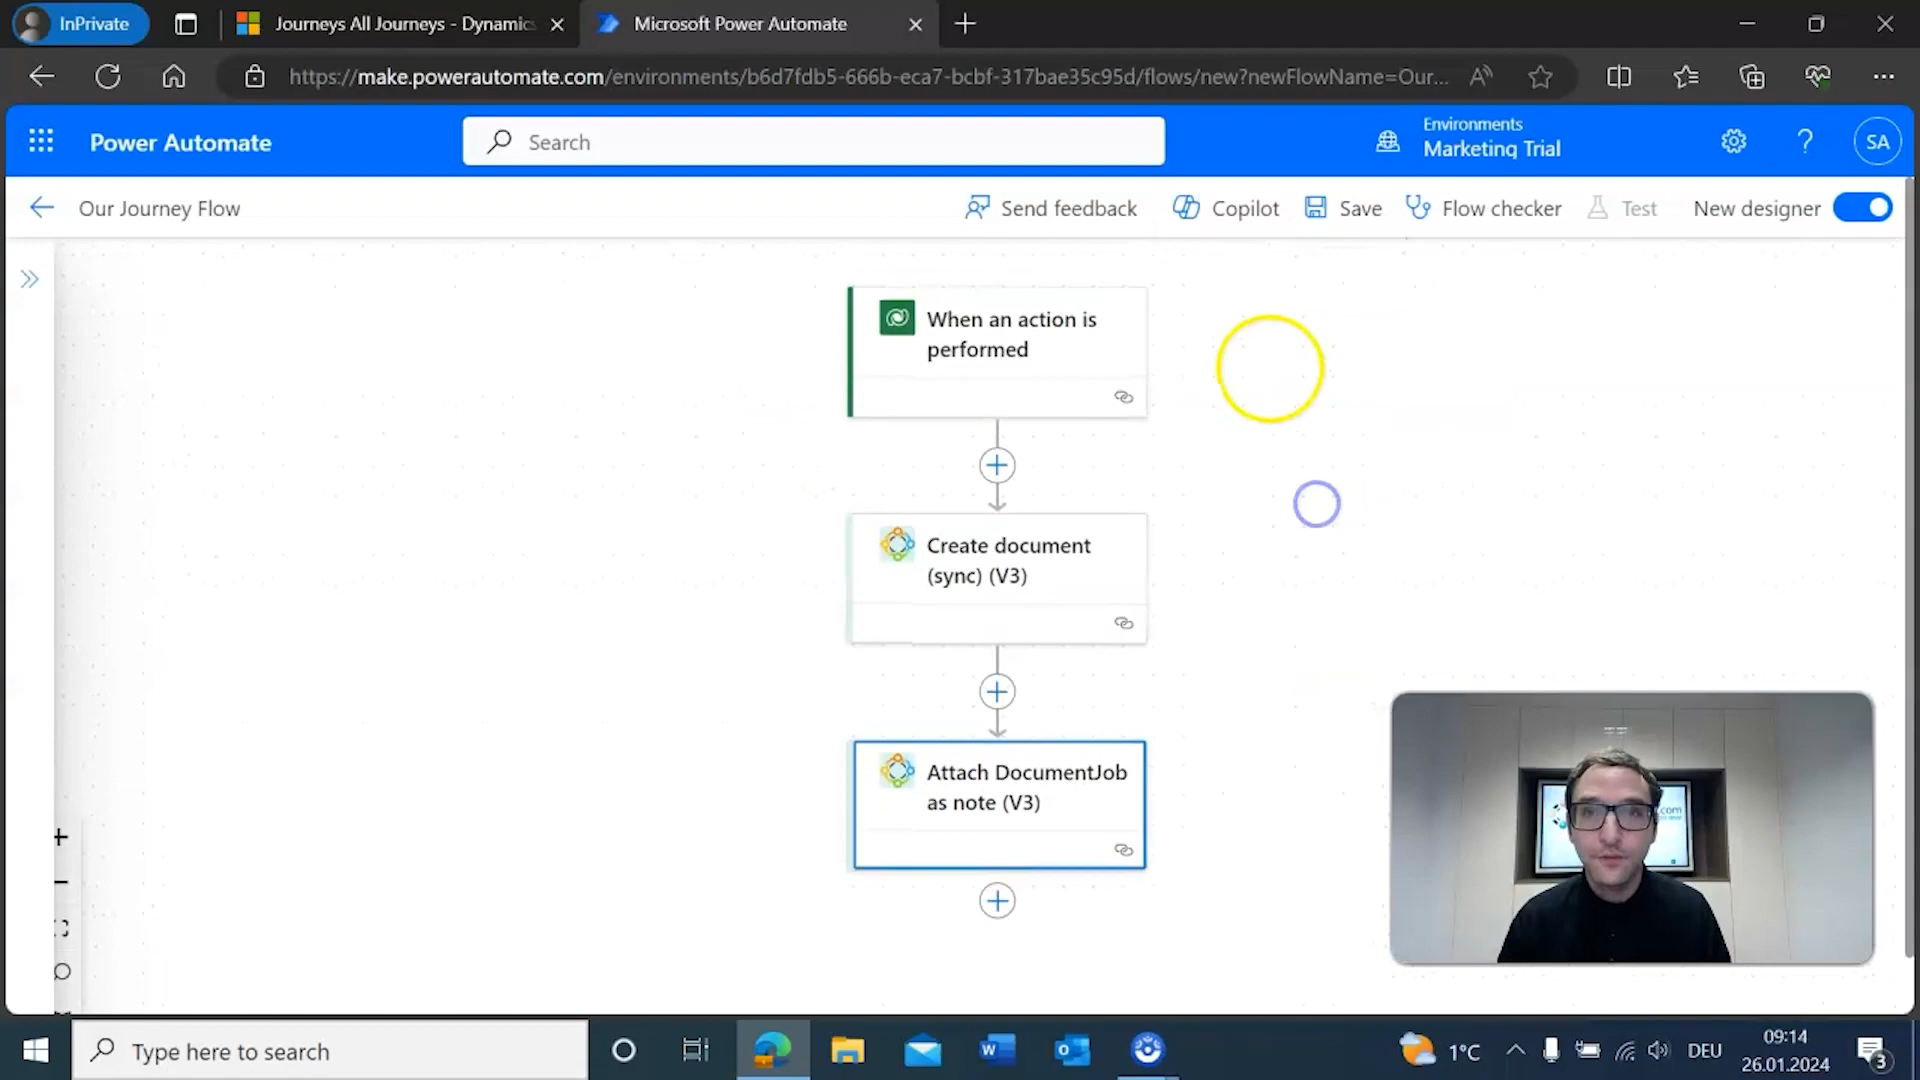 InPrivate
Journeys All Journeys - Dynamics
Microsoft Power Automate
https://make.powerautomate.com/environments/b6d7fdb5-666b-eca7-bcbf-317bae35c95d/flows/new?newFlowName=Our...
Power Automate
Search
Environments
Marketing Trial
SA
Our Journey Flow
Send feedback
Copilot
Save
Flow checker
Test
New designer
When an action is
performed
Create document
(sync) (V3)
Attach DocumentJob
as note (V3)
.com
Type here to search
1°C
DEU
09:14
26.01.2024
3